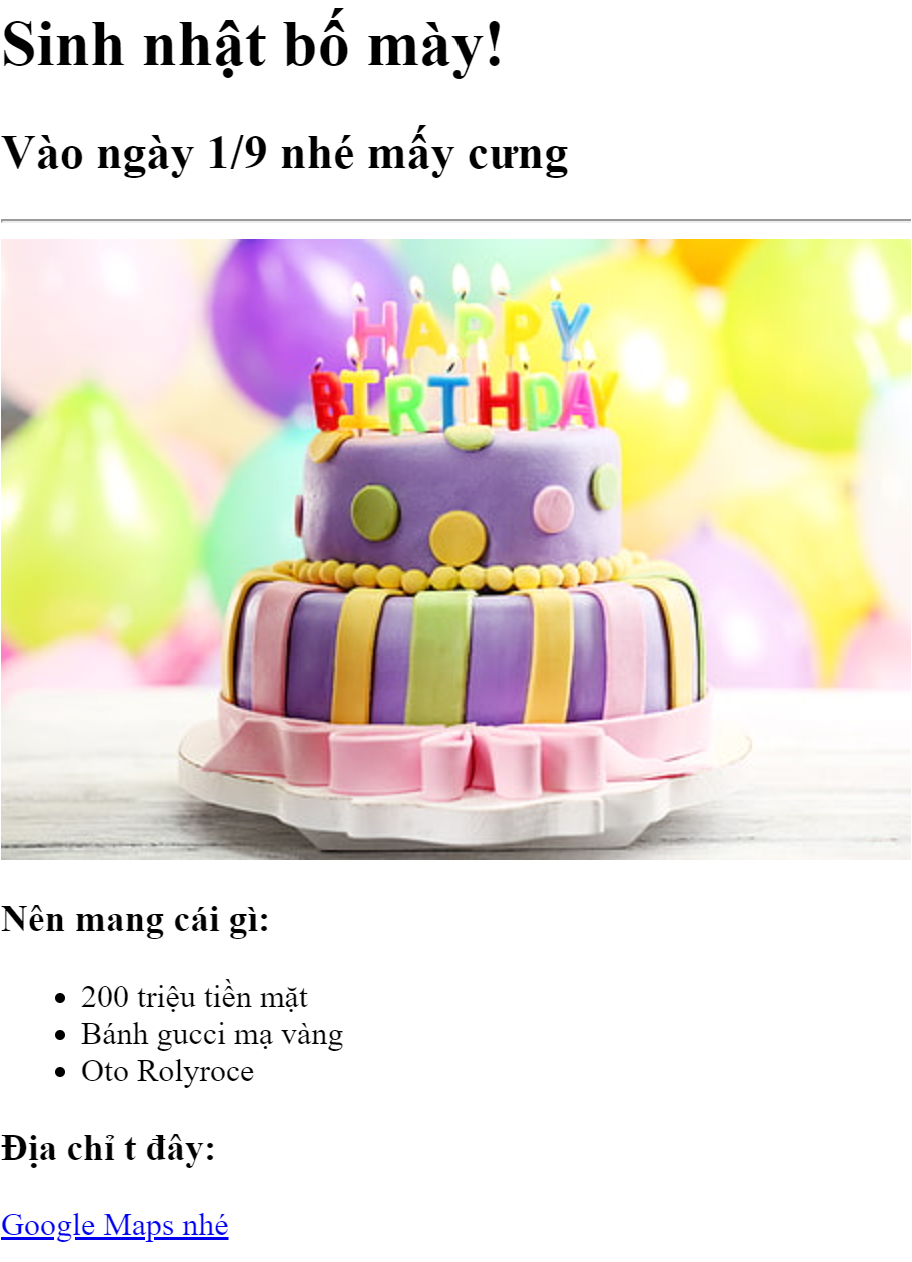 Sinh nhật bố mày!
Vào ngày 1/9 nhé mấy cưng
HAPPY
BIRTHDAY
Nên mang cái gì:
200 triệu tiền mặt
Bánh gucci mạ vàng
Oto Rolyroce
Địa chỉ t đây:
Google Maps nhé